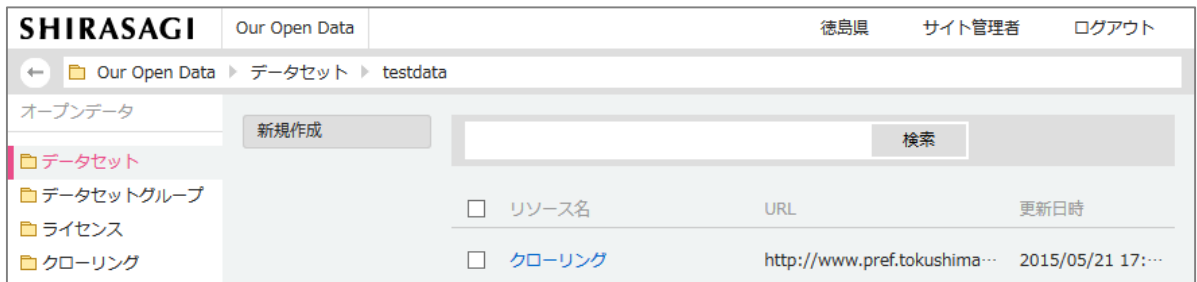 SHIRASAGI Our Open Data 徳島県 サイト管理者 ログアウト
Our Open Data データセット testdata
オープンデータ
新規作成
検索
データセット
データセットグループ
ライセンス
クローリング
リソース名 URL 更新日時
クローリング http://www.pref.tokushima… 2015/05/21 17:…